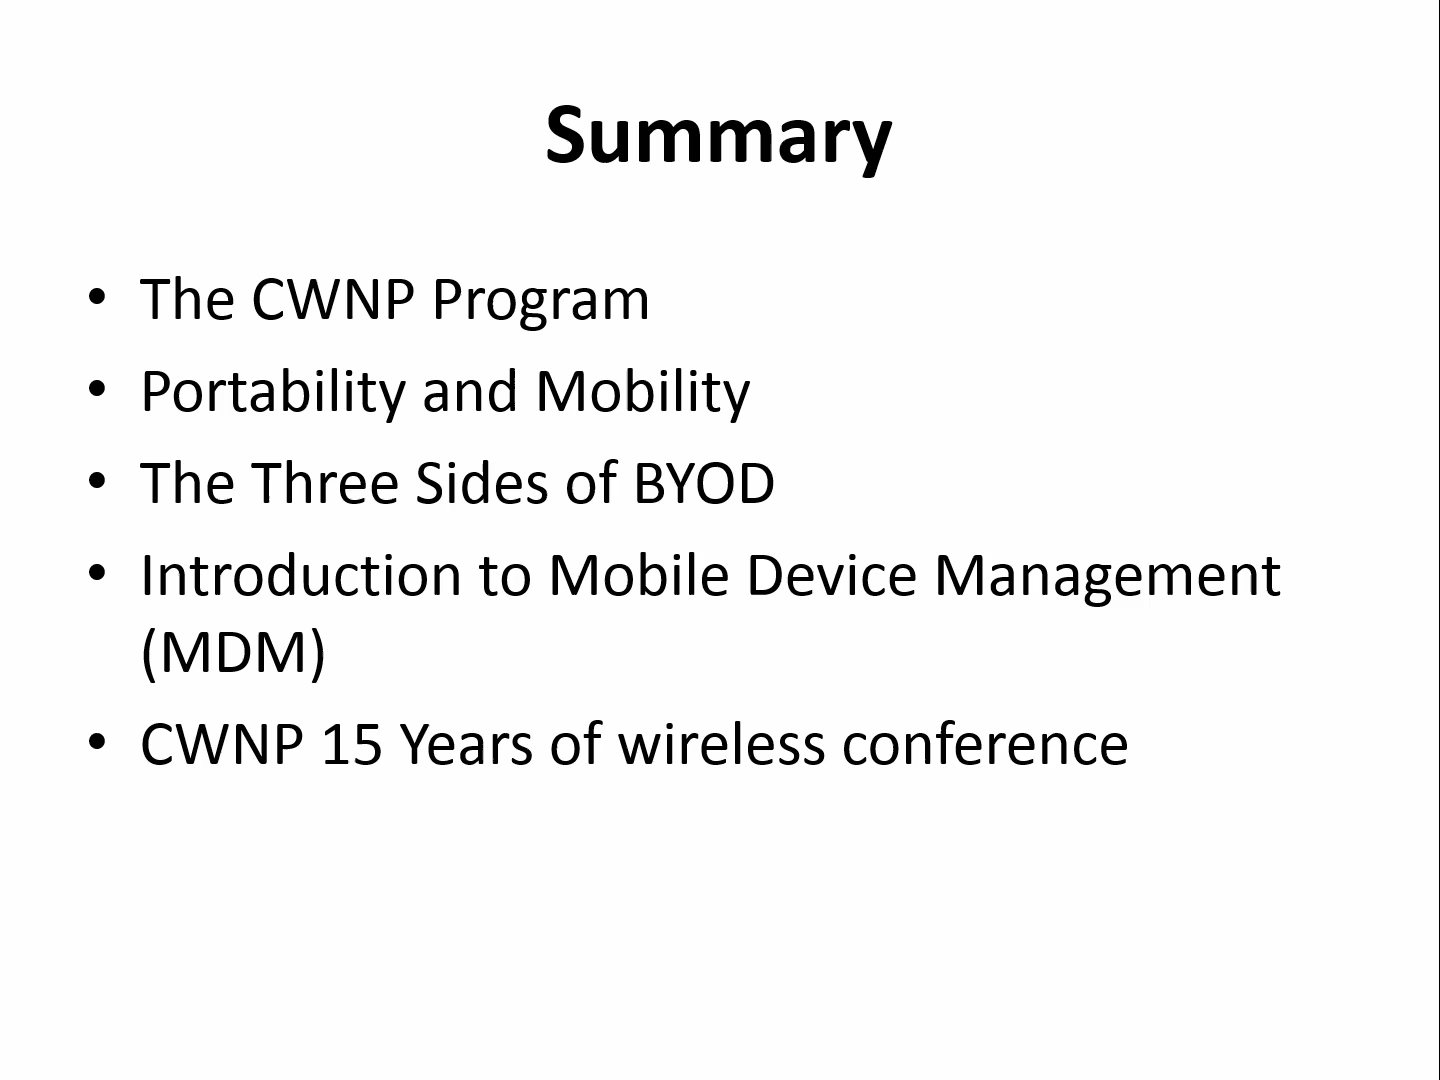 Summary
• The CWNP Program
• Portability and Mobility
• The Three Sides of BYOD
• Introduction to Mobile Device Management
(MDM)
• CWNP 15 Years of wireless conference